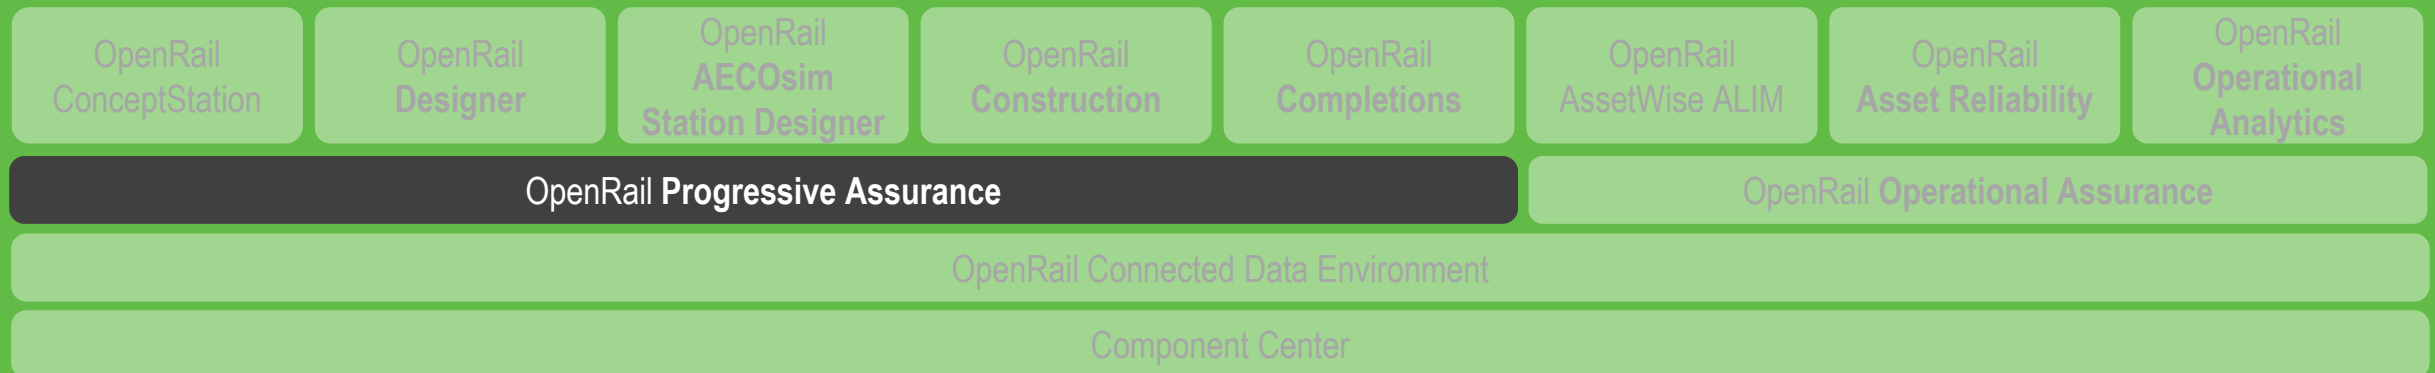 OpenRail
ConceptStation
OpenRail
Designer
OpenRail
AECOsim
Station Designer
OpenRail
Construction
OpenRail
Completions
OpenRail
AssetWise ALIM
OpenRail
Asset Reliability
OpenRail
Operational
Analytics
OpenRail Progressive Assurance
OpenRail Operational Assurance
OpenRail Connected Data Environment
Component Center